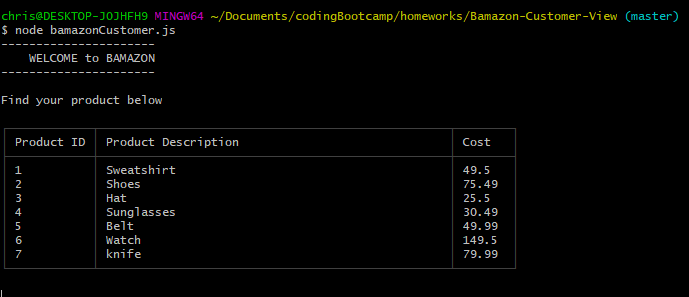 chris@DESKTOP-JOJHFH9 MINGW64 ~/Documents/codingBootcamp/homeworks/Bamazon-Customer-View (master)
$ node bamazonCustomer.js
----------------------
WELCOME to BAMAZON
----------------------
Find your product below
Product ID Product Description Cost
1 Sweatshirt 49.5
2 Shoes 75.49
3 Hat 25.5
4 Sunglasses 30.49
5 Belt 49.99
6 Watch 149.5
7 knife 79.99